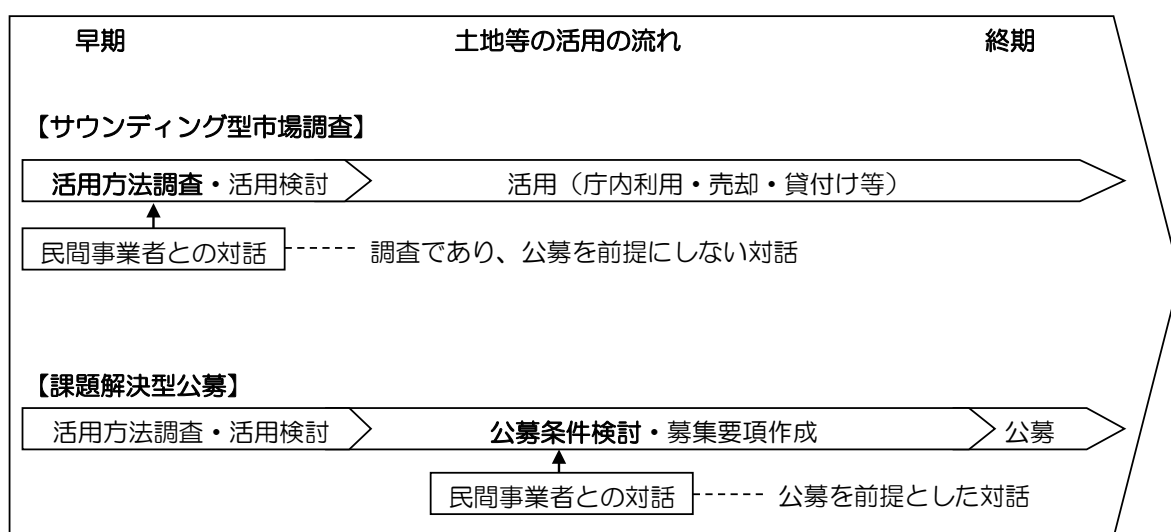 早期 土地等の活用の流れ 終期
【サウンディング型市場調査】
活用方法調査・活用検討 活用（庁内利用・売却・貸付け等）
民間事業者との対話 調査であり、公募を前提にしない対話
【課題解決型公募】
活用方法調査・活用検討 公募条件検討・募集要項作成 公募
民間事業者との対話 公募を前提とした対話